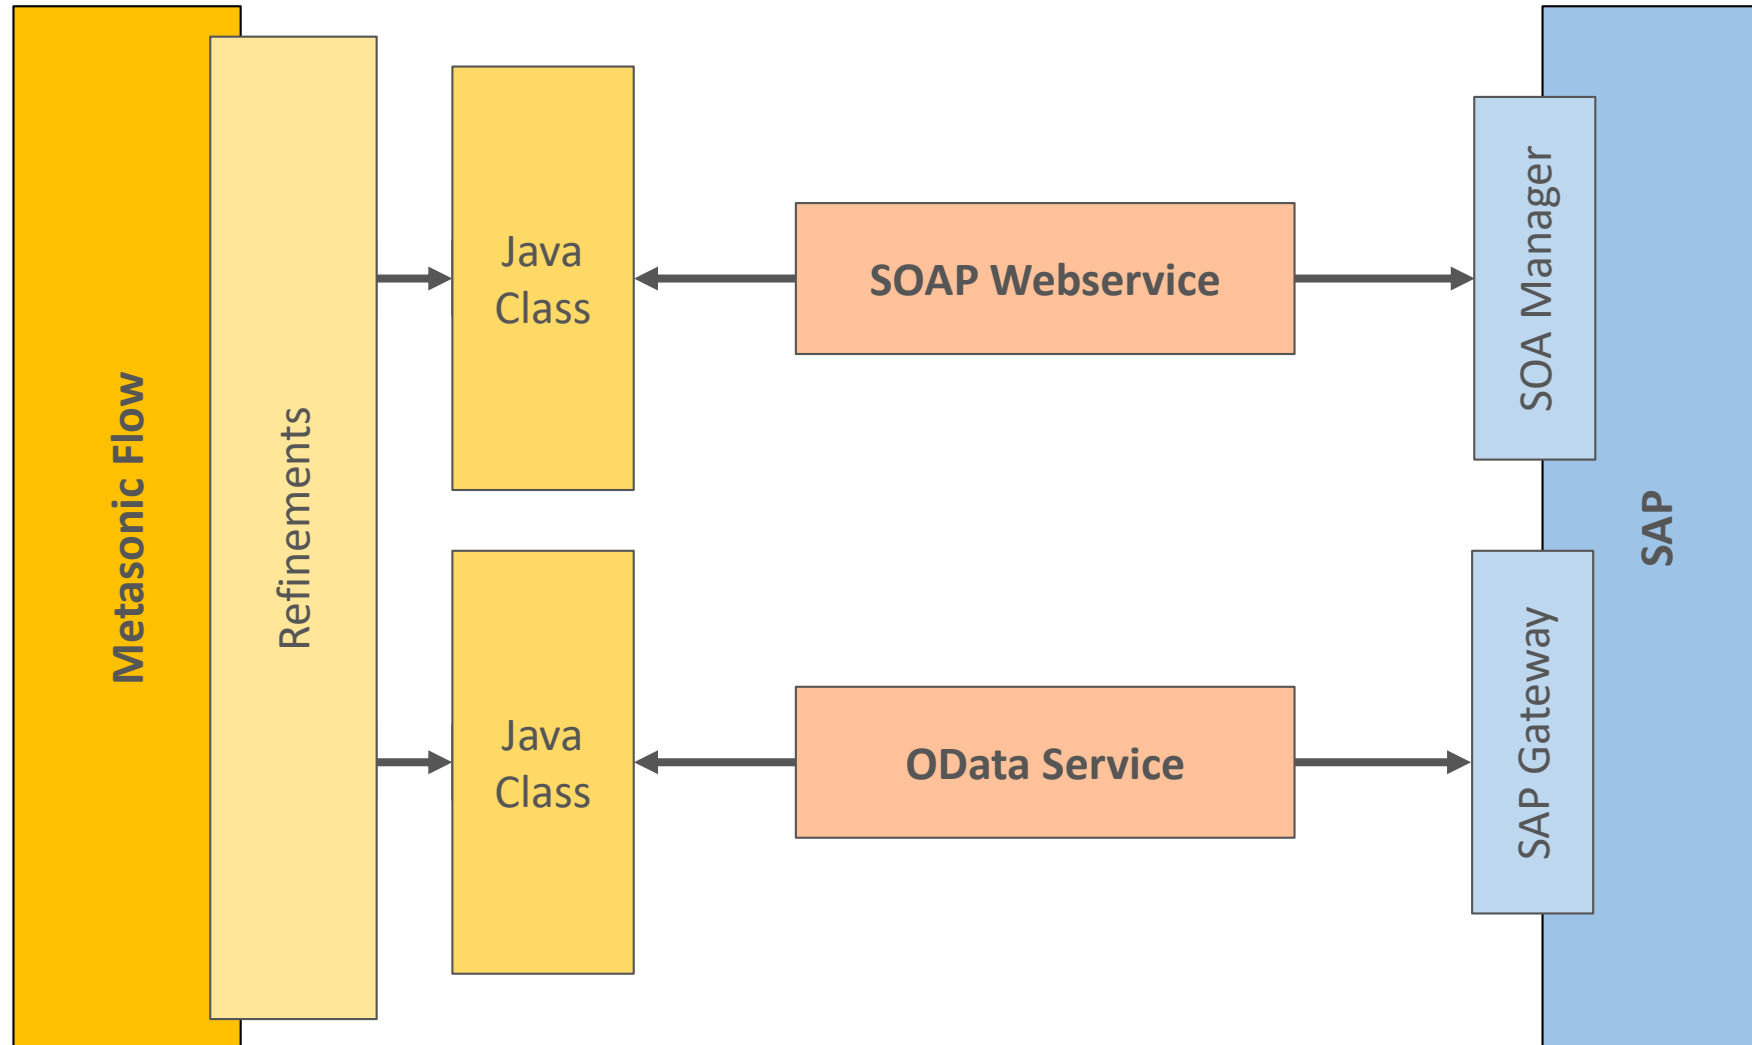 Metasonic Flow
Refinements
Java
Class
SOAP Webservice
SOA Manager
SAP
Java
Class
OData Service
SAP Gateway